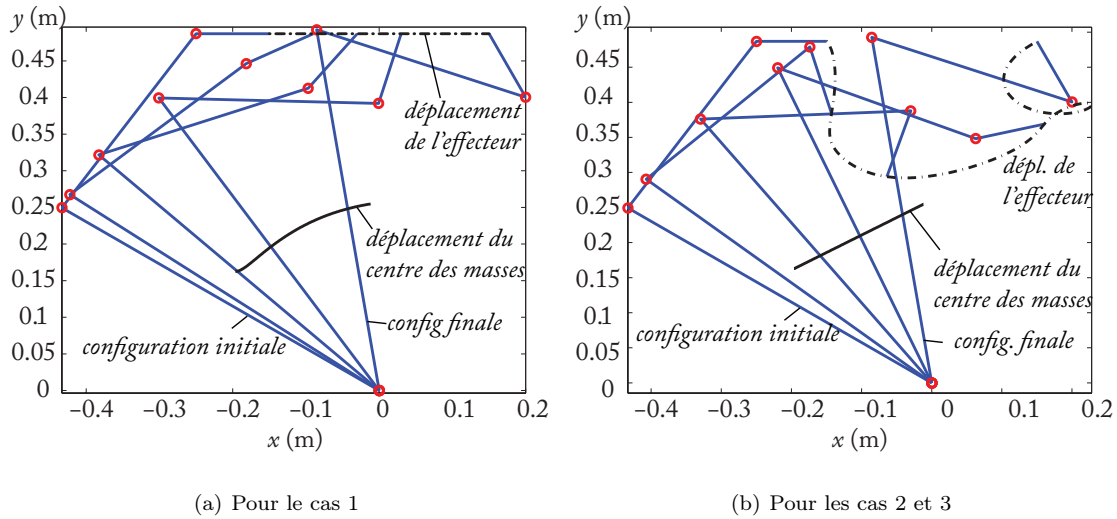 y (m)
0.45
0.4
0.35
0.3
0.25
0.2
0.15
0.1
0.05
0
−0.4
−0.3
−0.2
−0.1
0
0.1
0.2
x (m)
déplacement
de l'effecteur
déplacement du
centre des masses
config finale
configuration initiale
(a) Pour le cas 1
y (m)
0.45
0.4
0.35
0.3
0.25
0.2
0.15
0.1
0.05
0
−0.4
−0.3
−0.2
−0.1
0
0.1
0.2
x (m)
dépl. de
l'effecteur
déplacement du
centre des masses
configuration initiale
config. finale
(b) Pour les cas 2 et 3